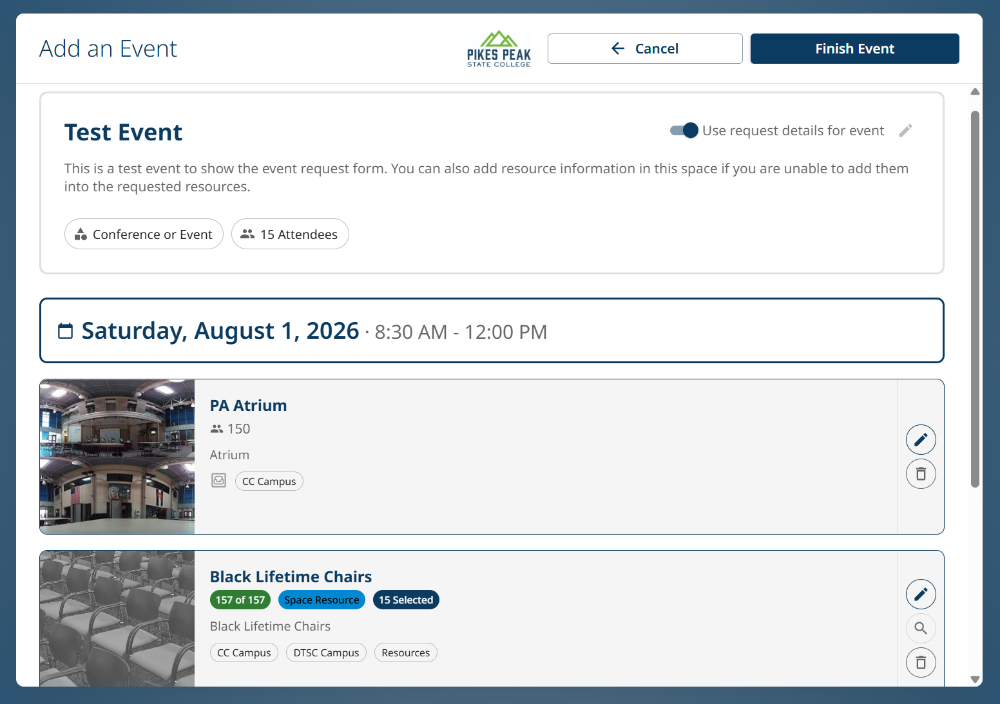 Add an Event
PIKES PEAK
STATE COLLEGE
Cancel
Finish Event
Test Event
Use request details for event
This is a test event to show the event request form. You can also add resource information in this space if you are unable to add them
into the requested resources.
Conference or Event
15 Attendees
Saturday, August 1, 2026 · 8:30 AM - 12:00 PM
PA Atrium
150
Atrium
CC Campus
Black Lifetime Chairs
157 of 157
Space Resource
15 Selected
Black Lifetime Chairs
CC Campus
DTSC Campus
Resources